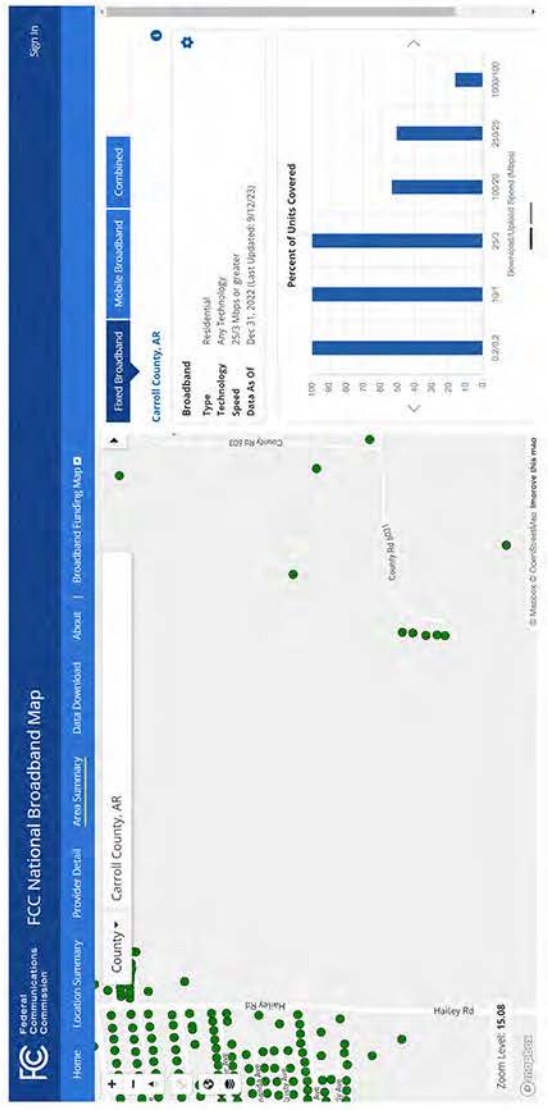 Federal
Communications
Commission
FCC National Broadband Map
Sign In
Home
Location Summary
Provider Detail
Area Summary
Data Download
About
|
Broadband Funding Map
County
Carroll County, AR
Fixed Broadband
Mobile Broadband
Combined
Carroll County, AR
Broadband
Type Residential
Technology Any Technology
Speed 25/3 Mbps or greater
Data As Of Dec 31, 2022 (Last Updated: 9/12/23)
Percent of Units Covered
100
90
80
70
60
50
40
30
20
10
0
0.2/0.2
10/1
25/3
100/20
250/25
1000/100
Download/Upload Speed (Mbps)
County Rd 603
County Rd 6031
Hailey Rd
Hailey Rd
Zoom Level: 15.08
mapbox
© Mapbox © OpenStreetMap Improve this map